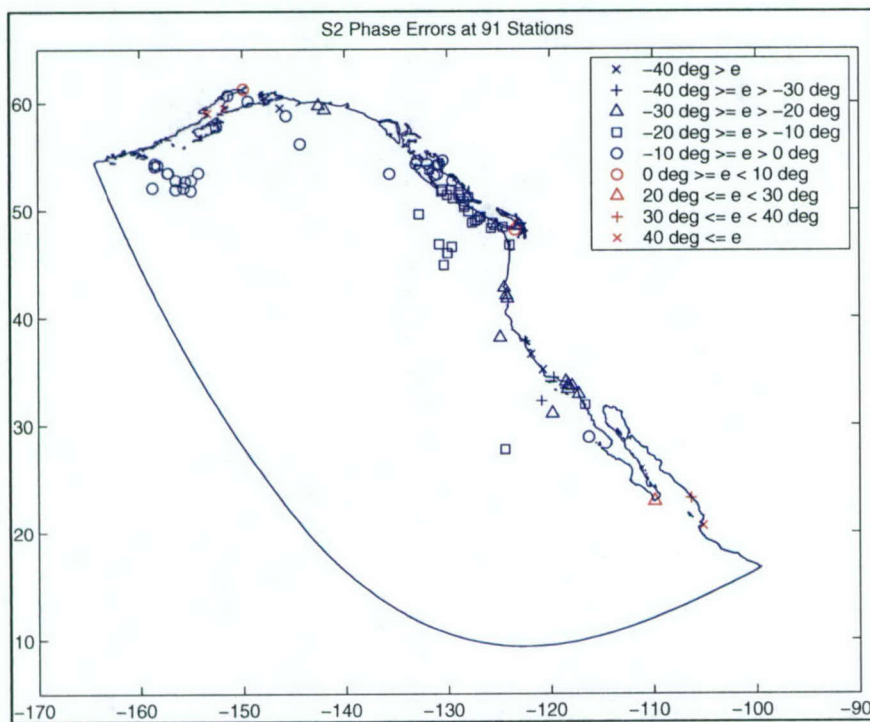 S2 Phase Errors at 91 Stations
−40 deg > e
−40 deg >= e > −30 deg
−30 deg >= e > −20 deg
−20 deg >= e > −10 deg
−10 deg >= e > 0 deg
0 deg >= e < 10 deg
20 deg <= e < 30 deg
30 deg <= e < 40 deg
40 deg <= e
60
50
40
30
20
10
−170 −160 −150 −140 −130 −120 −110 −100 −90